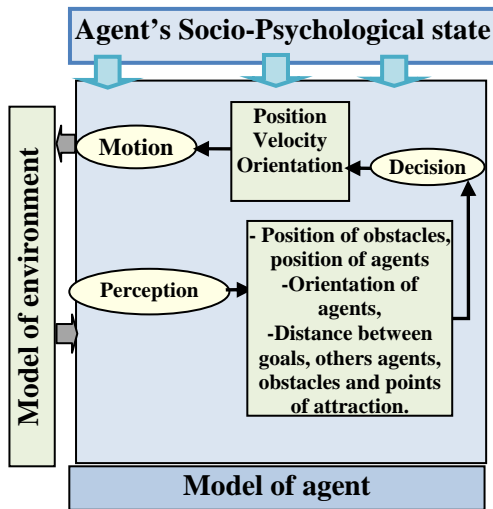 Agent's Socio-Psychological state
Model of environment
Motion
Position
Velocity
Orientation
Decision
Perception
- Position of obstacles,
position of agents
-Orientation of
agents,
-Distance between
goals, others agents,
obstacles and points
of attraction.
Model of agent